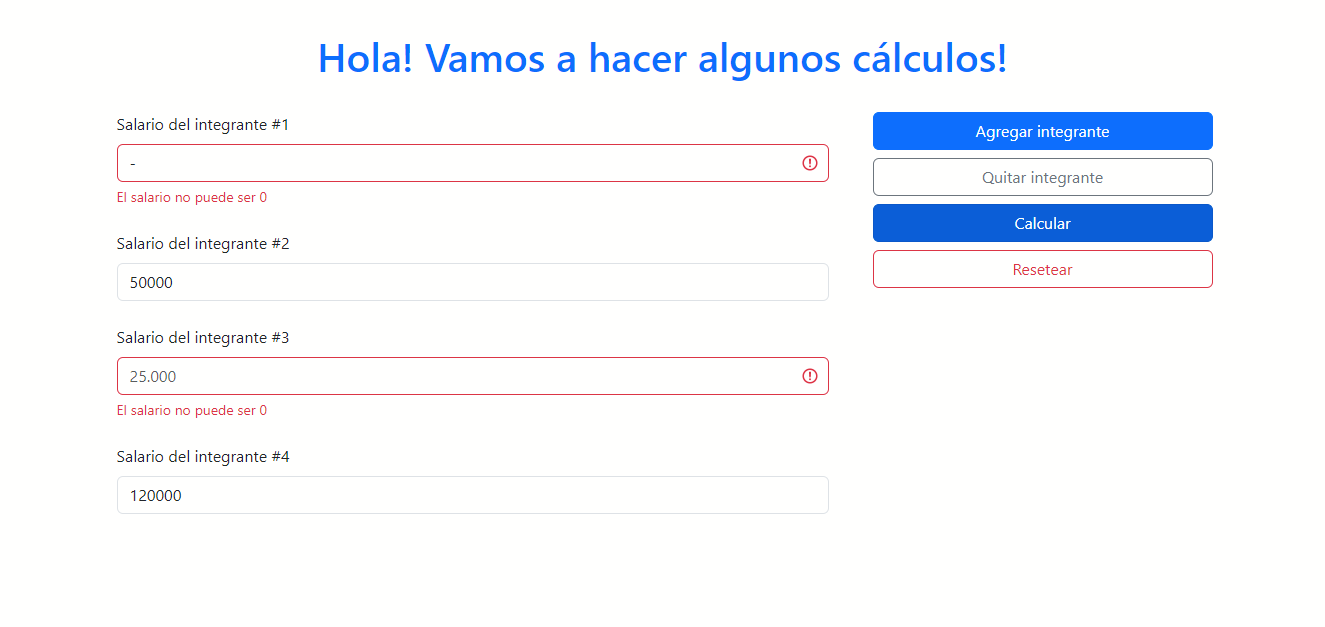 Hola! Vamos a hacer algunos cálculos!
Salario del integrante #1
-
El salario no puede ser 0
Salario del integrante #2
50000
Salario del integrante #3
25.000
El salario no puede ser 0
Salario del integrante #4
120000
Agregar integrante
Quitar integrante
Calcular
Resetear